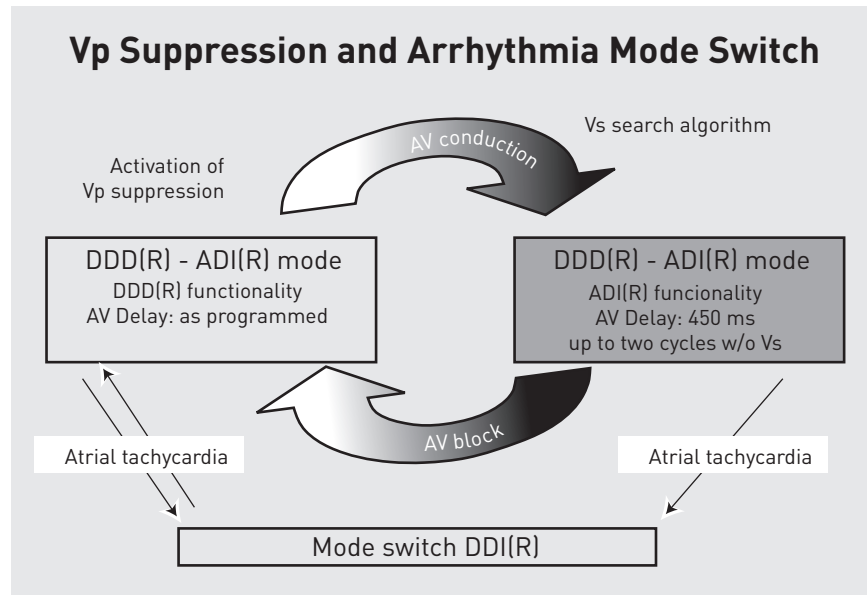 Vp Suppression and Arrhythmia Mode Switch
AV conduction
Vs search algorithm
Activation of
Vp suppression
DDD(R) - ADI(R) mode
DDD(R) functionality
AV Delay: as programmed
DDD(R) - ADI(R) mode
ADI(R) funcionality
AV Delay: 450 ms
up to two cycles w/o Vs
AV block
Atrial tachycardia
Atrial tachycardia
Mode switch DDI(R)